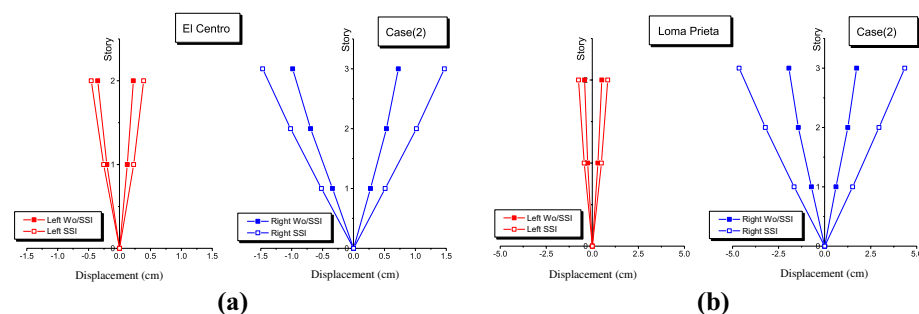 El Centro
Case(2)
Story
2
1
0
Left Wo/SSI
Left SSI
-1.5 -1.0 -0.5 0.0 0.5 1.0 1.5
Displacement (cm)
Story
3
2
1
0
Right Wo/SSI
Right SSI
-1.5 -1.0 -0.5 0.0 0.5 1.0 1.5
Displacement (cm)
(a)
Loma Prieta
Case(2)
Story
Left Wo/SSI
Left SSI
-5.0 -2.5 0.0 2.5 5.0
Displacement (cm)
Story
3
2
1
0
Right Wo/SSI
Right SSI
-5.0 -2.5 0.0 2.5 5.0
Displacement (cm)
(b)